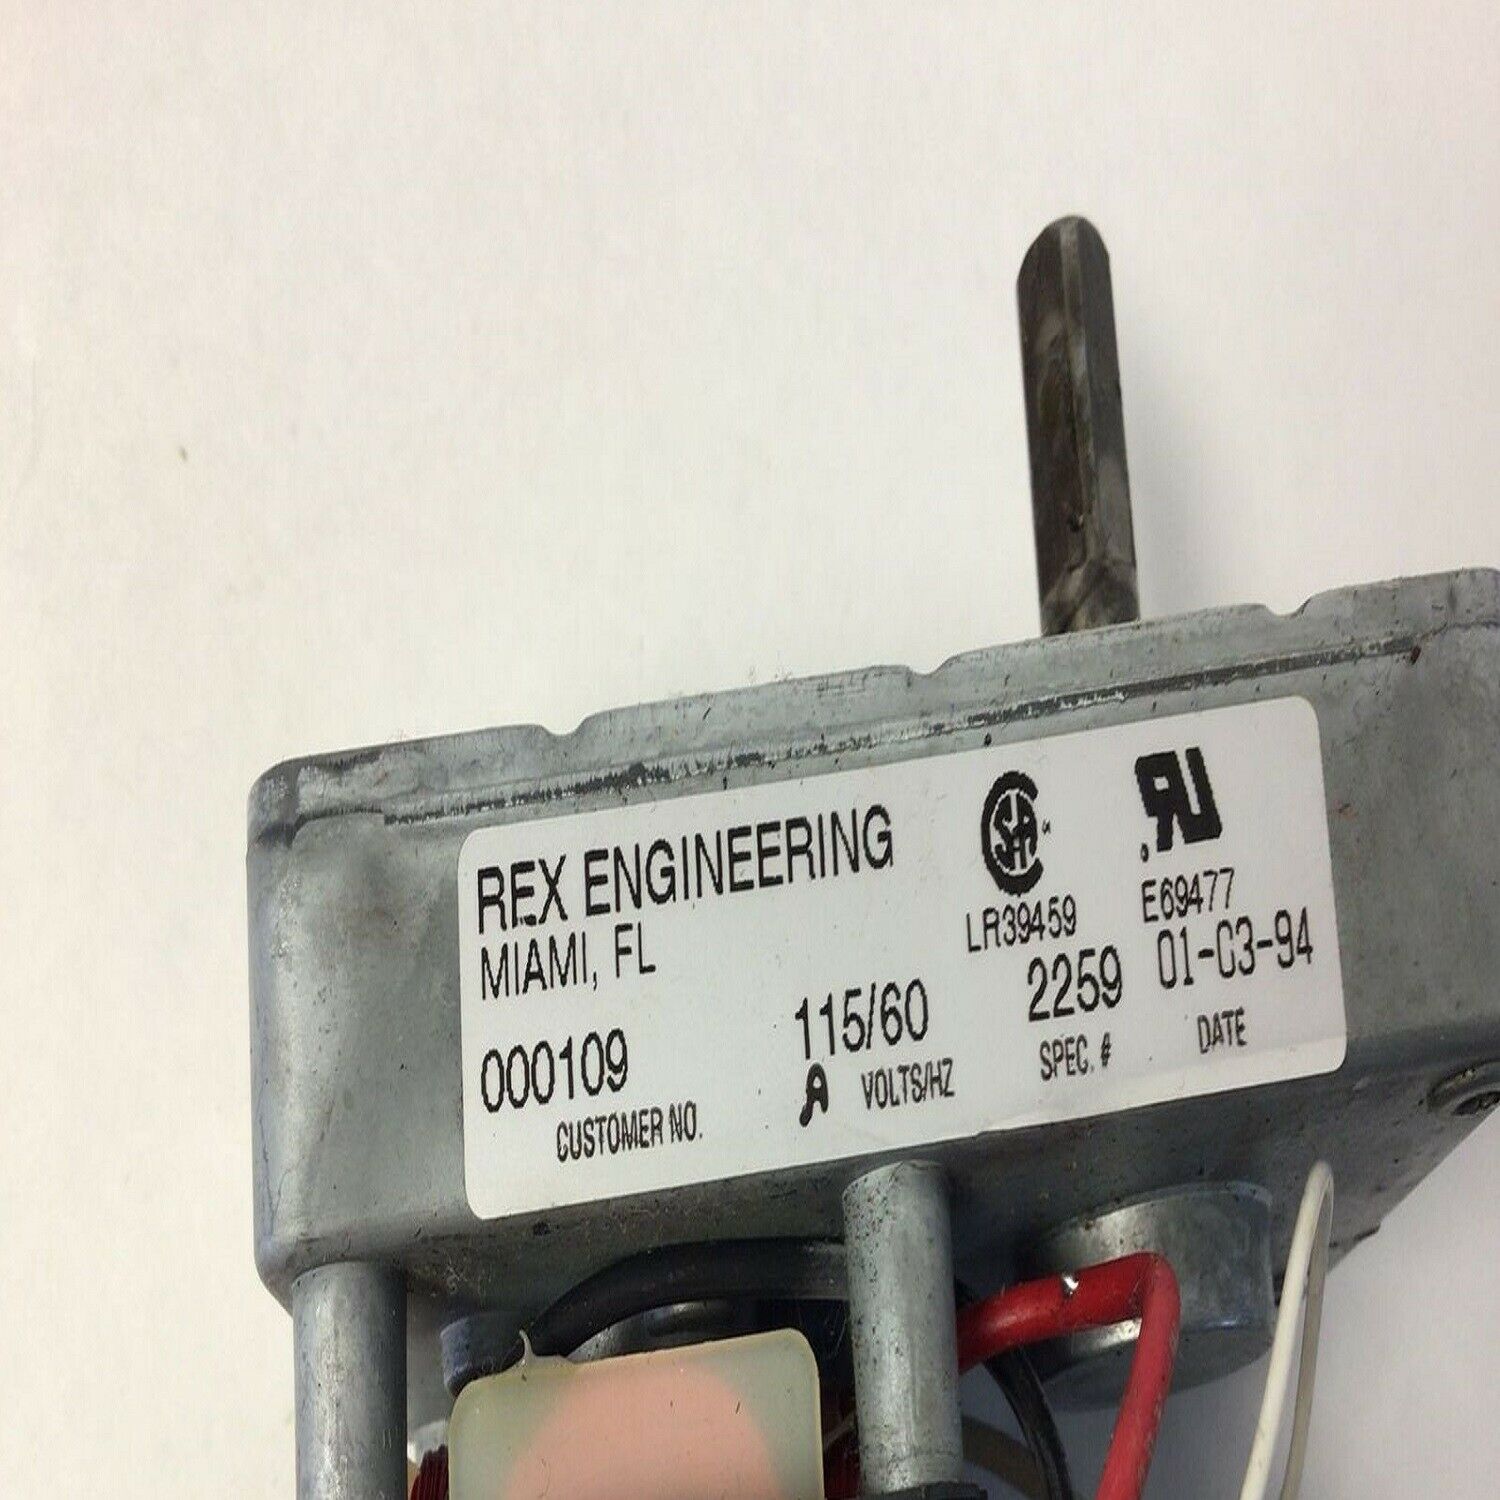 REX ENGINEERING
MIAMI, FL
LR39459
E69477
000109
115/60
2259
01-03-94
CUSTOMER NO.
A VOLTS/HZ
SPEC. #
DATE